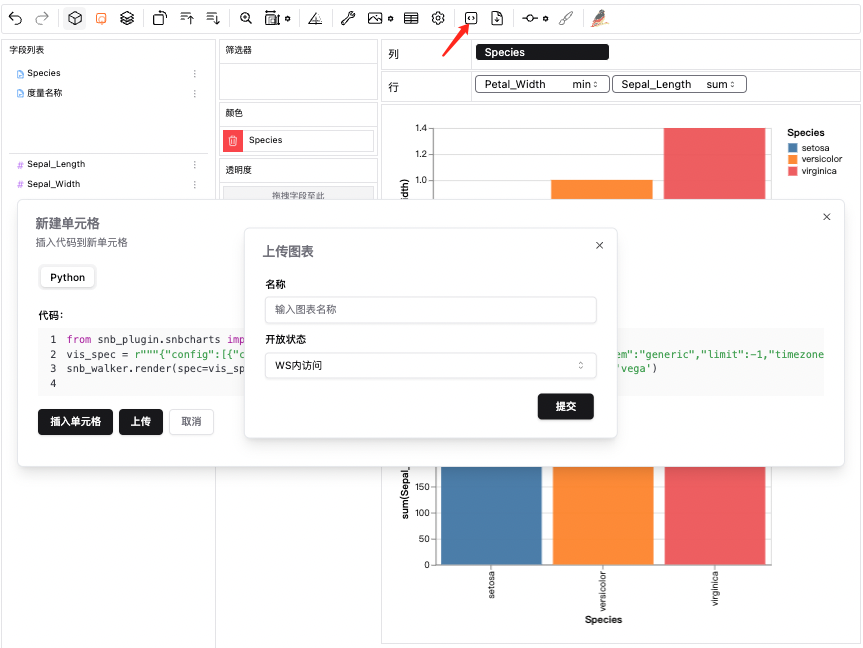 字段列表
Species
度量名称
Sepal_Length
Sepal_Width
筛选器
颜色
Species
透明度
拖拽字段至此
列
Species
行
Petal_Width min
Sepal_Length sum
1.4
1.2
1.0
Species
setosa
versicolor
virginica
新建单元格
插入代码到新单元格
Python
代码:
1 from snb_plugin.snbcharts imp
2 vis_spec = r"""{"config":[{"c
em":"generic","limit":-1,"timezone
3 snb_walker.render(spec=vis_sp
'vega')
4
插入单元格
上传
取消
上传图表
名称
输入图表名称
开放状态
WS内访问
提交
sum(Sepal_
150
100
50
0
setosa
versicolor
virginica
Species